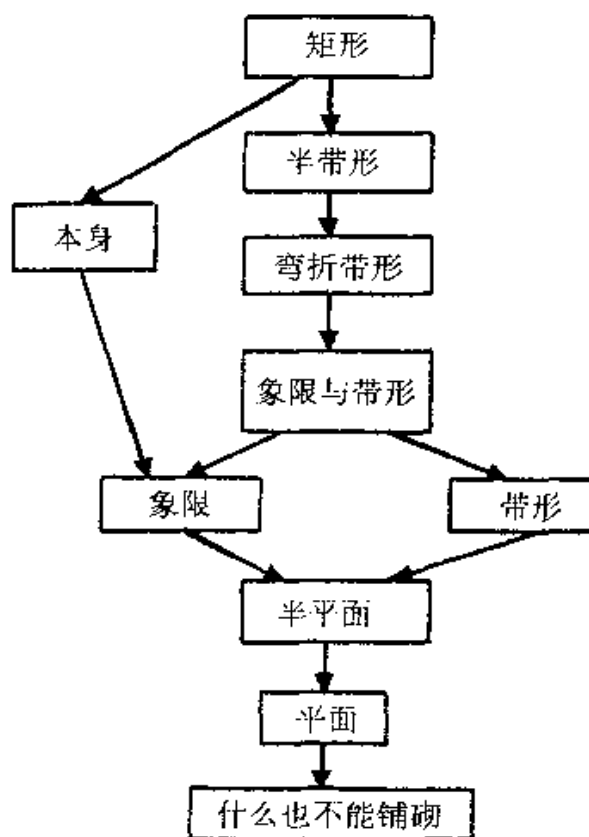 矩形
半带形
本身
弯折带形
象限与带形
象限
带形
半平面
平面
什么也不能铺砌